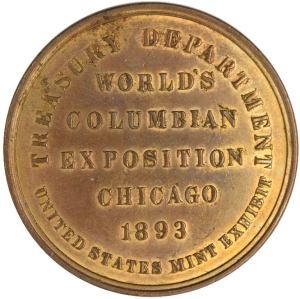 TREASURY DEPARTMENT
WORLD'S
COLUMBIAN
EXPOSITION
CHICAGO
1893
UNITED STATES MINT EXHIBIT